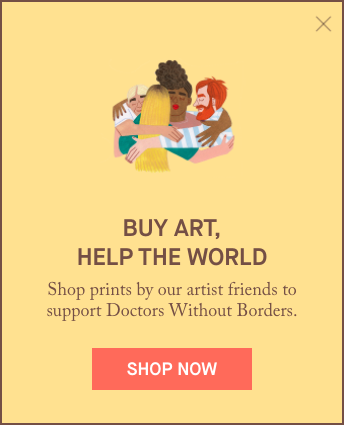 BUY ART,
HELP THE WORLD
Shop prints by our artist friends to
support Doctors Without Borders.
SHOP NOW